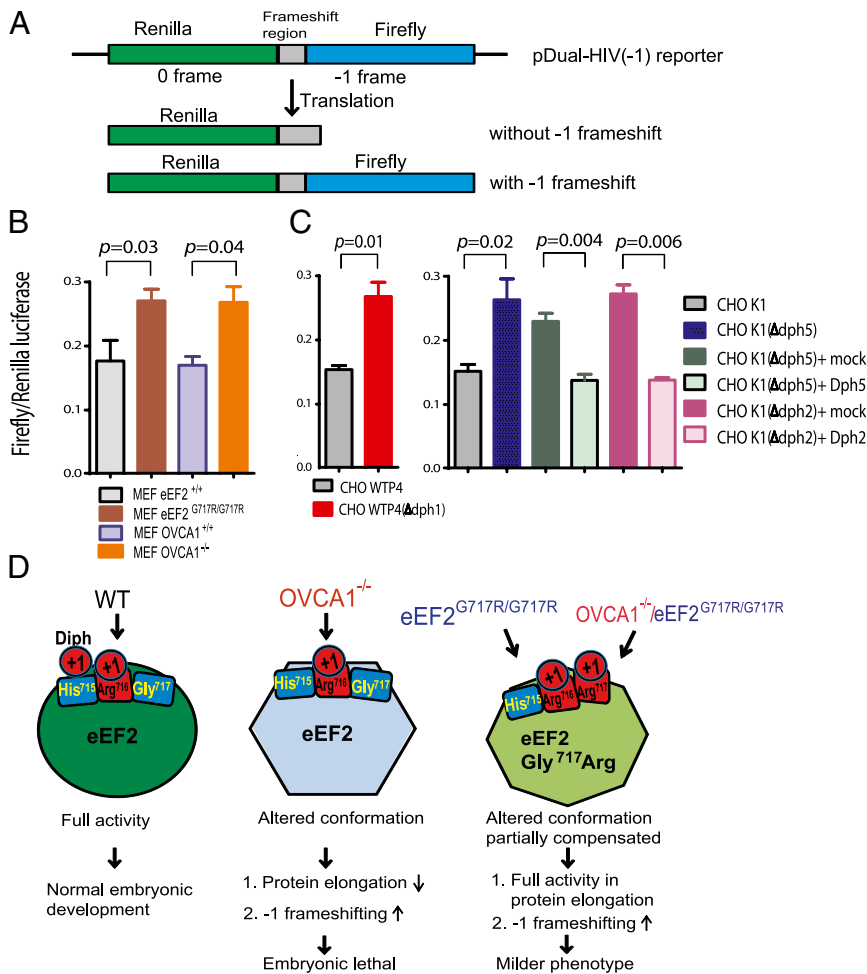 A
Renilla
Frameshift
region
Firefly
pDual-HIV(-1) reporter
0 frame
-1 frame
Translation
Renilla
without -1 frameshift
Renilla
Firefly
with -1 frameshift
B
p=0.03
p=0.04
Firefly/Renilla luciferase
0.3
0.2
0.1
0.0
MEF eEF2 +/+
MEF eEF2 G717R/G717R
MEF OVCA1 +/+
MEF OVCA1 -/-
C
p=0.01
0.3
0.2
0.1
0.0
CHO WTP4
CHO WTP4(Δdph1)
p=0.02
p=0.004
p=0.006
0.3
0.2
0.1
0.0
CHO K1
CHO K1(Δdph5)
CHO K1(Δdph5)+ mock
CHO K1(Δdph5)+ Dph5
CHO K1(Δdph2)+ mock
CHO K1(Δdph2)+ Dph2
D
WT
Diph
+1
+1
His715
Arg716
Gly717
eEF2
Full activity
Normal embryonic
development
OVCA1-/-
+1
His715
Arg716
Gly717
eEF2
Altered conformation
1. Protein elongation ↓
2. -1 frameshifting ↑
Embryonic lethal
eEF2G717R/G717R
OVCA1-/-/eEF2G717R/G717R
+1
+1
His715
Arg716
Arg717
eEF2
Gly717Arg
Altered conformation
partially compensated
1. Full activity in
protein elongation
2. -1 frameshifting ↑
Milder phenotype